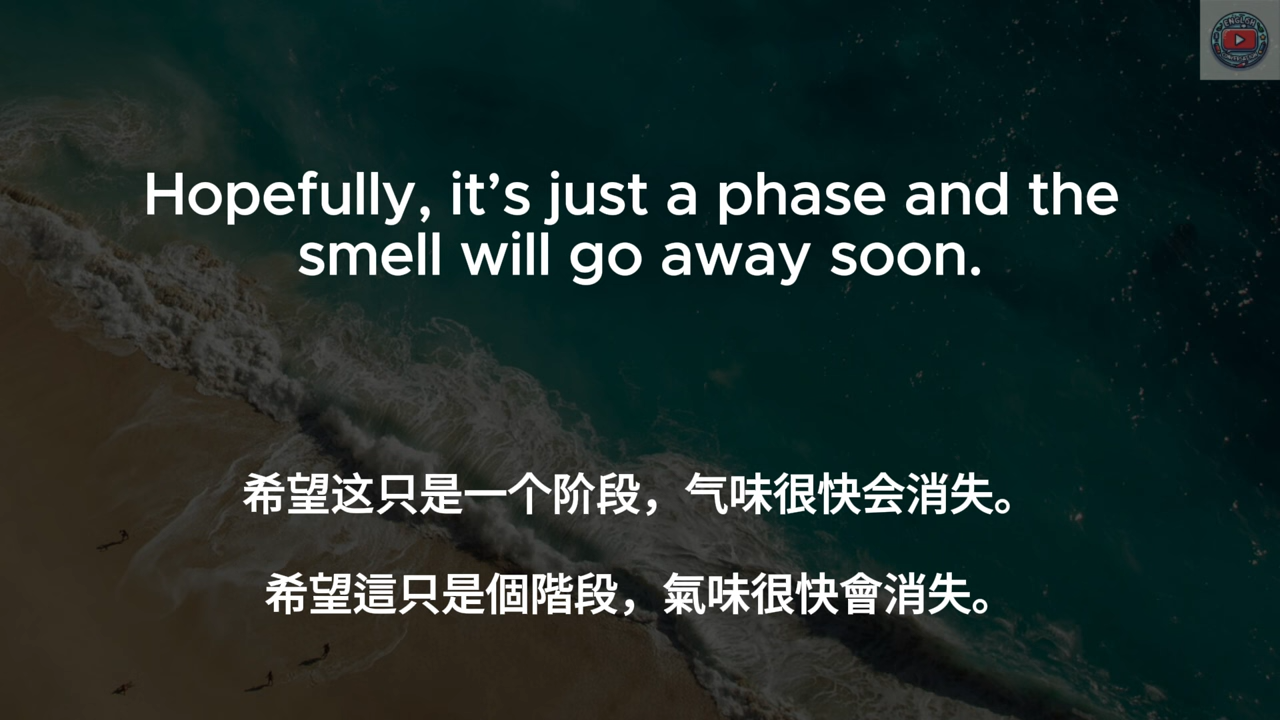 Hopefully, it’s just a phase and the
smell will go away soon.
希望这只是一个阶段，气味很快会消失。
希望這只是個階段，氣味很快會消失。